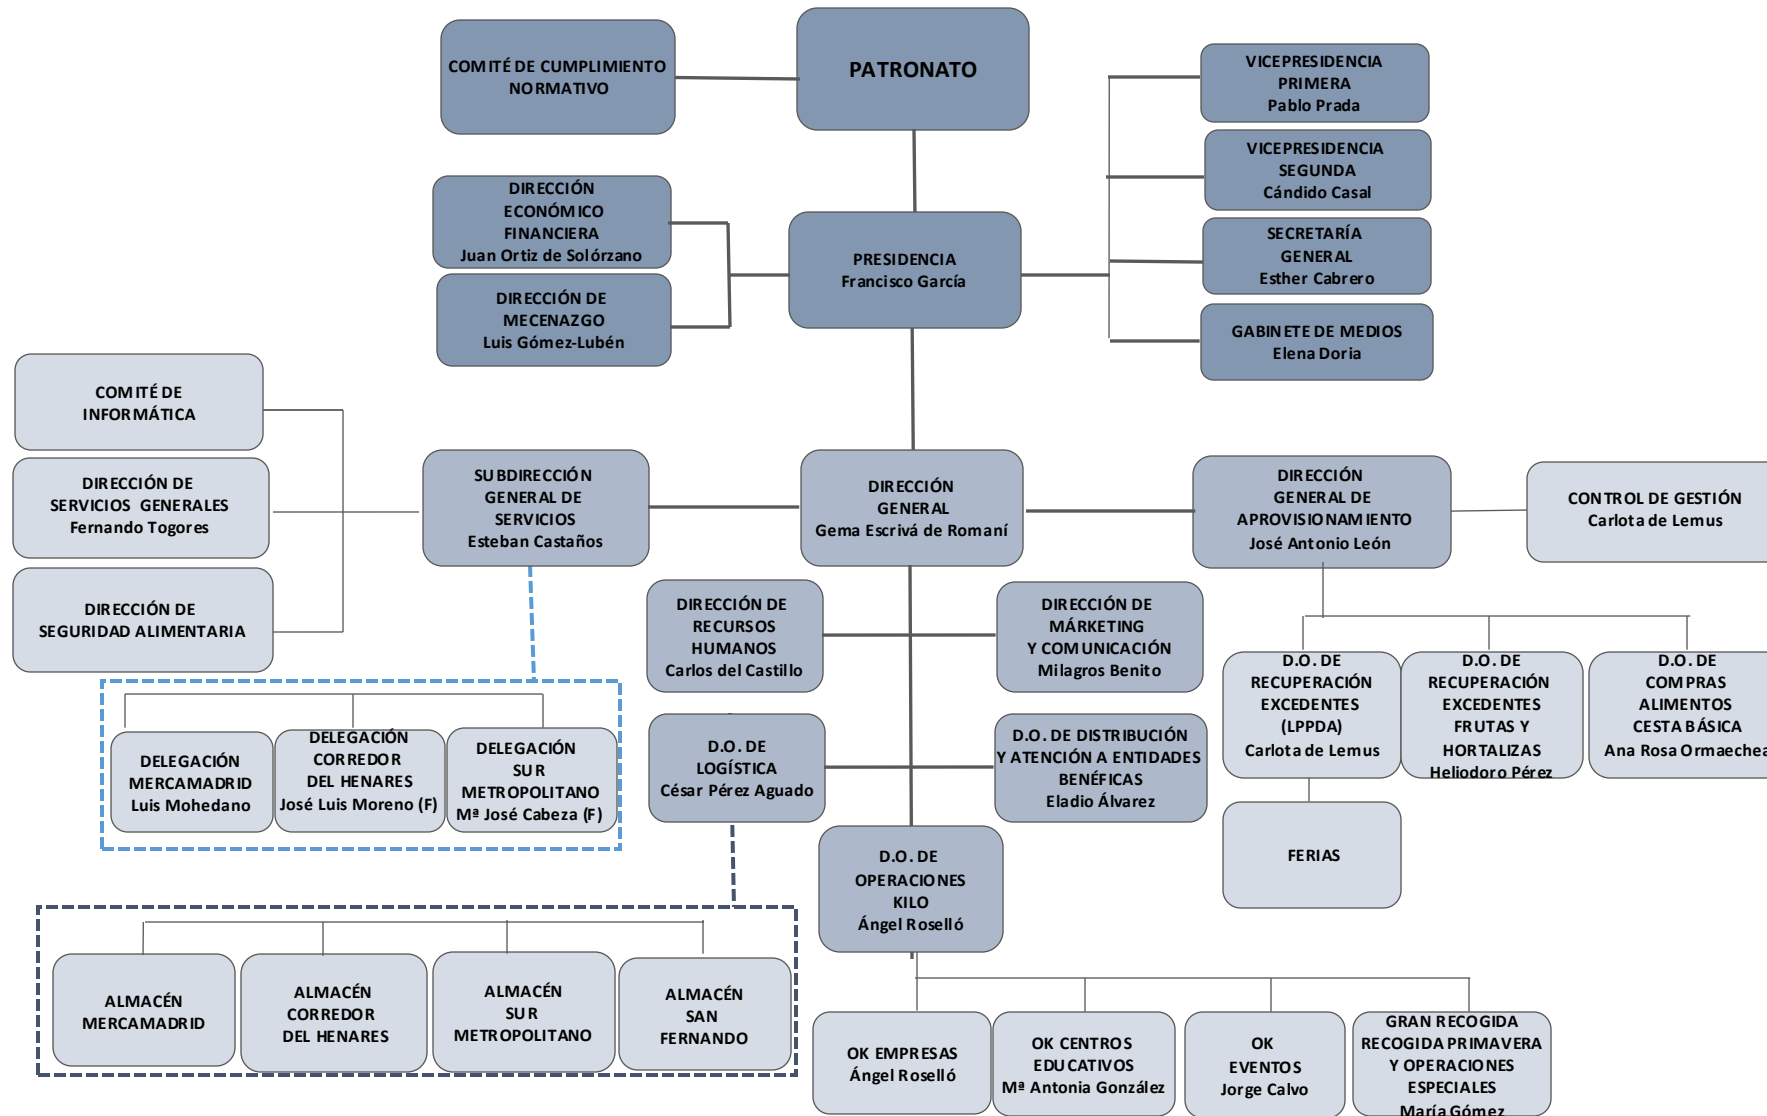 COMITÉ DE CUMPLIMIENTO
NORMATIVO
PATRONATO
VICEPRESIDENCIA
PRIMERA
Pablo Prada
VICEPRESIDENCIA
SEGUNDA
Cándido Casal
DIRECCIÓN
ECONÓMICO
FINANCIERA
Juan Ortiz de Solórzano
PRESIDENCIA
Francisco García
SECRETARÍA
GENERAL
Esther Cabrero
DIRECCIÓN DE
MECENAZGO
Luis Gómez-Lubén
GABINETE DE MEDIOS
Elena Doria
COMITÉ DE
INFORMÁTICA
DIRECCIÓN DE
SERVICIOS GENERALES
Fernando Togores
DIRECCIÓN DE
SEGURIDAD ALIMENTARIA
SUBDIRECCIÓN
GENERAL DE
SERVICIOS
Esteban Castaños
DIRECCIÓN
GENERAL
Gema Escrivá de Romaní
DIRECCIÓN
GENERAL DE
APROVISIONAMIENTO
José Antonio León
CONTROL DE GESTIÓN
Carlota de Lemus
DIRECCIÓN DE
RECURSOS
HUMANOS
Carlos del Castillo
DIRECCIÓN DE
MÁRKETING
Y COMUNICACIÓN
Milagros Benito
D.O. DE
RECUPERACIÓN
EXCEDENTES
(LPPDA)
Carlota de Lemus
D.O. DE
RECUPERACIÓN
EXCEDENTES
FRUTAS Y
HORTALIZAS
Heliodoro Pérez
D.O. DE
COMPRAS
ALIMENTOS
CESTA BÁSICA
Ana Rosa Ormaechea
DELEGACIÓN
MERCAMADRID
Luis Mohedano
DELEGACIÓN
CORREDOR
DEL HENARES
José Luis Moreno (F)
DELEGACIÓN
SUR
METROPOLITANO
Mª José Cabeza (F)
D.O. DE
LOGÍSTICA
César Pérez Aguado
D.O. DE DISTRIBUCIÓN
Y ATENCIÓN A ENTIDADES
BENÉFICAS
Eladio Álvarez
FERIAS
D.O. DE
OPERACIONES
KILO
Ángel Roselló
ALMACÉN
MERCAMADRID
ALMACÉN
CORREDOR
DEL HENARES
ALMACÉN
SUR
METROPOLITANO
ALMACÉN
SAN
FERNANDO
OK EMPRESAS
Ángel Roselló
OK CENTROS
EDUCATIVOS
Mª Antonia González
OK
EVENTOS
Jorge Calvo
GRAN RECOGIDA
RECOGIDA PRIMAVERA
Y OPERACIONES
ESPECIALES
María Gómez